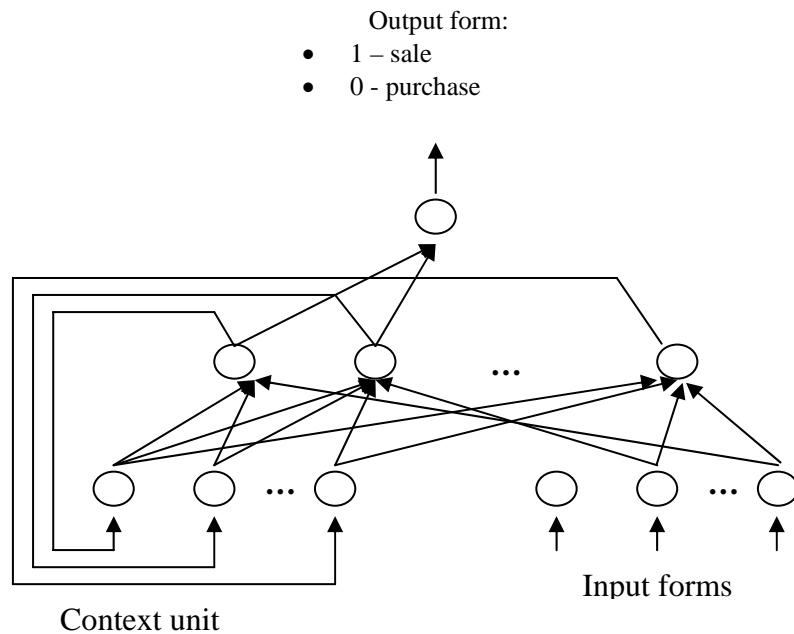 Output form:
• 1 – sale
• 0 - purchase
...
... ...
Input forms
Context unit